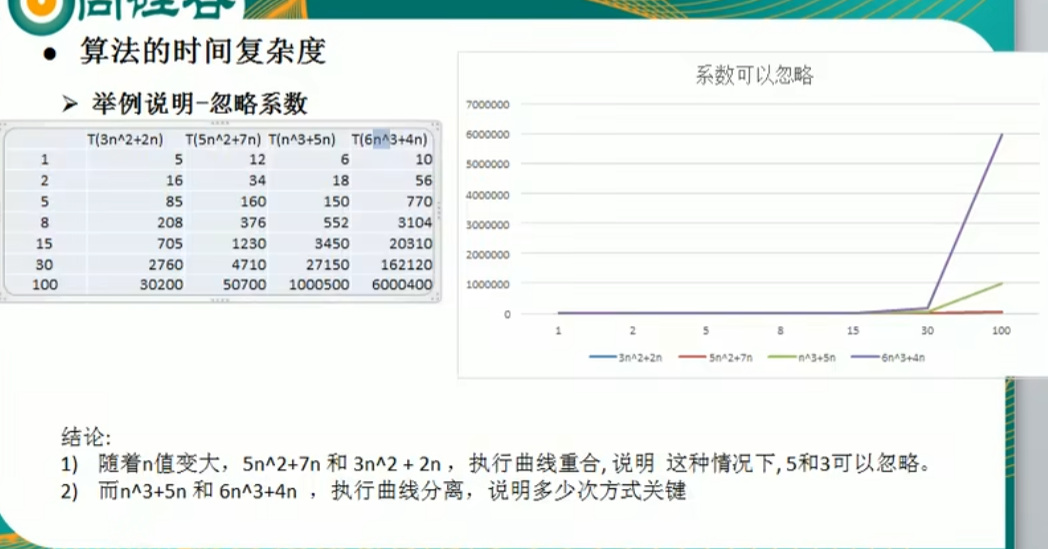 ● 算法的时间复杂度
➢ 举例说明-忽略系数
T(3n^2+2n) T(5n^2+7n) T(n^3+5n) T(6n^3+4n)
1 5 12 6 10
2 16 34 18 56
5 85 160 150 770
8 208 376 552 3104
15 705 1230 3450 20310
30 2760 4710 27150 162120
100 30200 50700 1000500 6000400
系数可以忽略
7000000
6000000
5000000
4000000
3000000
2000000
1000000
0
1 2 5 8 15 30 100
3n^2+2n 5n^2+7n n^3+5n 6n^3+4n
结论:
1) 随着n值变大，5n^2+7n 和 3n^2 + 2n ，执行曲线重合, 说明 这种情况下, 5和3可以忽略。
2) 而n^3+5n 和 6n^3+4n ，执行曲线分离，说明多少次方式关键